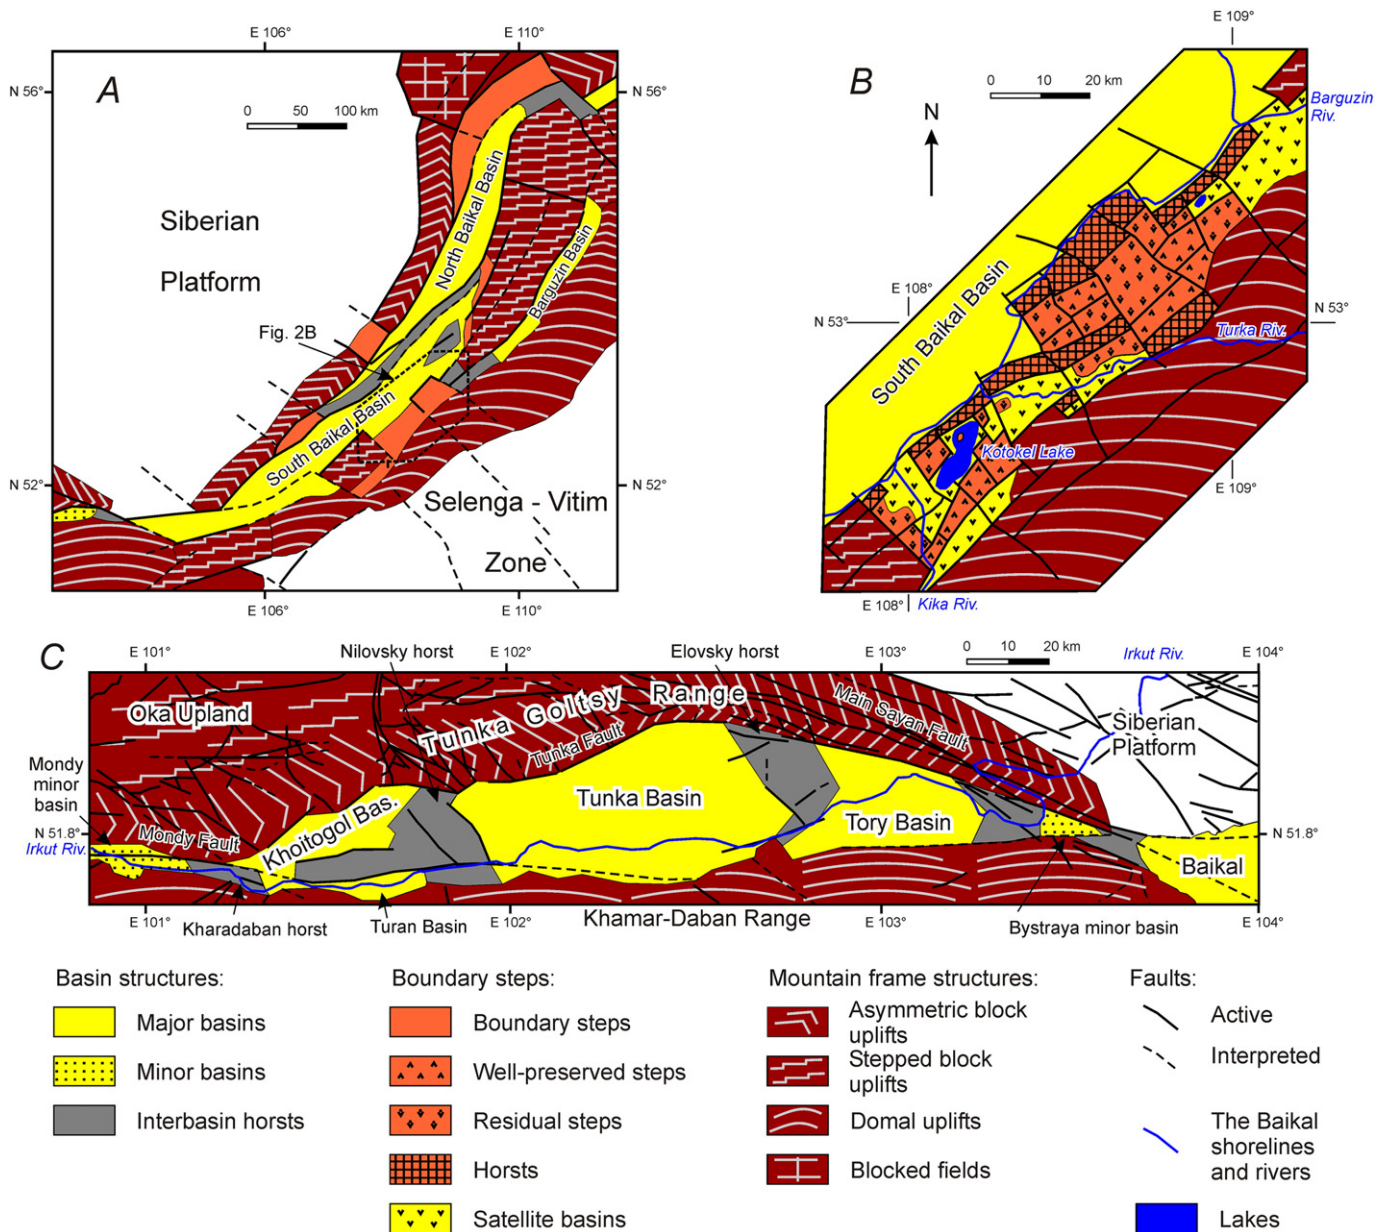 E 106°
E 110°
A
N 56°
N 56°
0 50 100 km
North Baikal Basin
Siberian
Platform
Barguzin Basin
Fig. 2B
South Baikal Basin
N 52°
N 52°
Selenga - Vitim
Zone
E 106°
E 110°
E 109°
B
0 10 20 km
Barguzin
Riv.
N
South Baikal Basin
E 108°
N 53°
N 53°
Turka Riv.
Kotokel Lake
E 109°
E 108°
Kika Riv.
C
E 101°
Nilovsky horst
E 102°
Elovsky horst
E 103°
0 10 20 km
Irkut Riv.
E 104°
Oka Upland
Tunka Goltsy Range
Tunka Fault
Main Sayan Fault
Siberian
Platform
Mondy
minor
basin
Tunka Basin
Khoitogol Bas.
Tory Basin
N 51.8°
Mondy Fault
N 51.8°
Irkut Riv.
Baikal
E 101°
Kharadaban horst
Turan Basin
E 102°
Khamar-Daban Range
E 103°
Bystraya minor basin
E 104°
Basin structures:
Major basins
Minor basins
Interbasin horsts
Boundary steps:
Boundary steps
Well-preserved steps
Residual steps
Horsts
Satellite basins
Mountain frame structures:
Asymmetric block
uplifts
Stepped block
uplifts
Domal uplifts
Blocked fields
Faults:
Active
Interpreted
The Baikal
shorelines
and rivers
Lakes